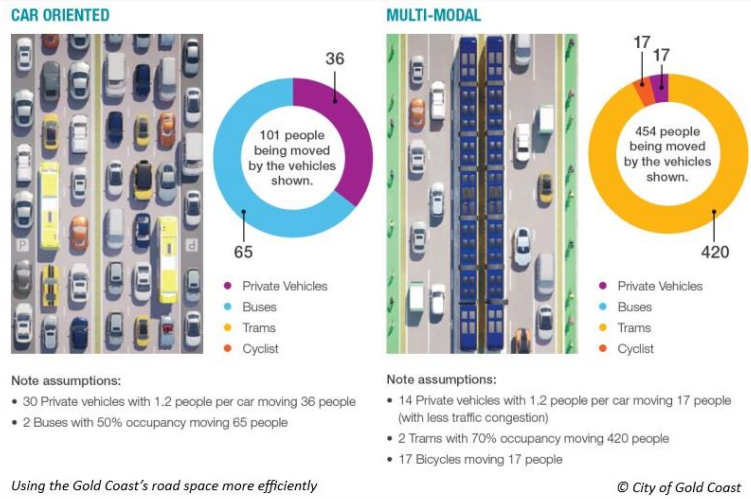 CAR ORIENTED
36
101 people
being moved
by the vehicles
shown.
65
Private Vehicles
Buses
Trams
Cyclist
Note assumptions:
• 30 Private vehicles with 1.2 people per car moving 36 people
• 2 Buses with 50% occupancy moving 65 people
Using the Gold Coast's road space more efficiently
MULTI-MODAL
17
17
454 people
being moved
by the vehicles
shown.
420
Private Vehicles
Buses
Trams
Cyclist
Note assumptions:
• 14 Private vehicles with 1.2 people per car moving 17 people
(with less traffic congestion)
• 2 Trams with 70% occupancy moving 420 people
• 17 Bicycles moving 17 people
© City of Gold Coast